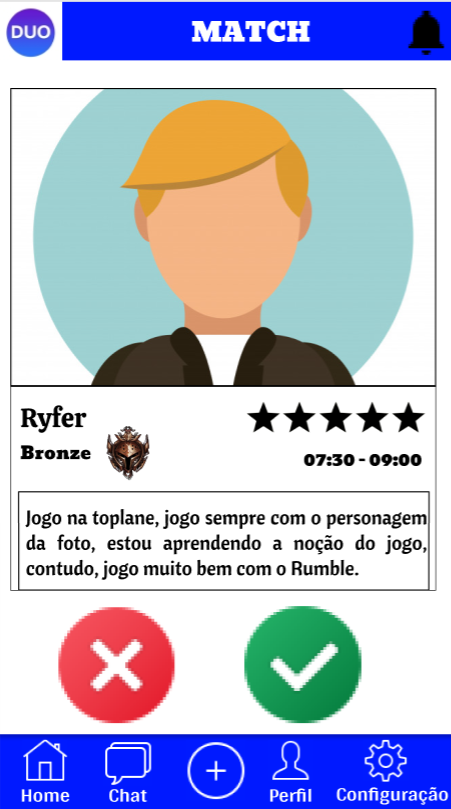 DUO
MATCH
Ryfer
Bronze
07:30 - 09:00
Jogo na toplane, jogo sempre com o personagem
da foto, estou aprendendo a noção do jogo,
contudo, jogo muito bem com o Rumble.
Home
Chat
Perfil
Configuração